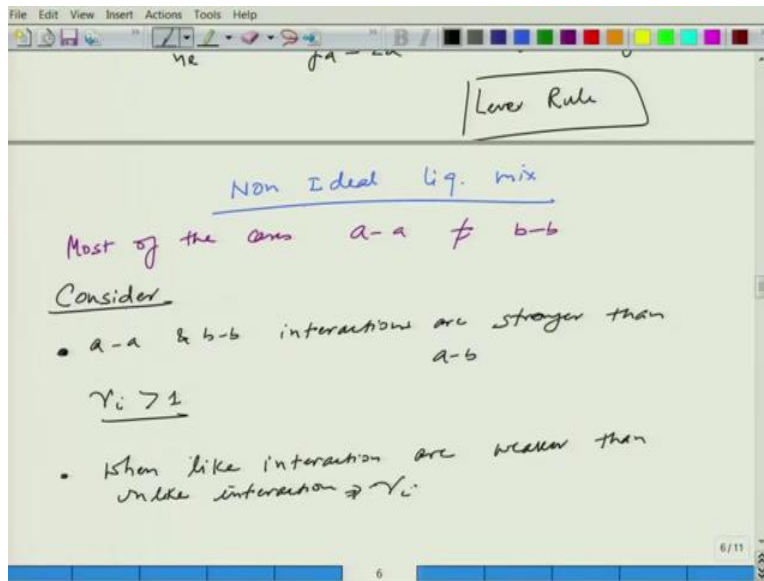 File Edit View Insert Actions Tools Help
Lever Rule
Non Ideal liq. mix
Most of the cases a-a ≠ b-b
Consider
• a-a & b-b interactions are stronger than
a-b
γi > 1
• When like interaction are weaker than
unlike interaction ⇒ γi
6/11
6